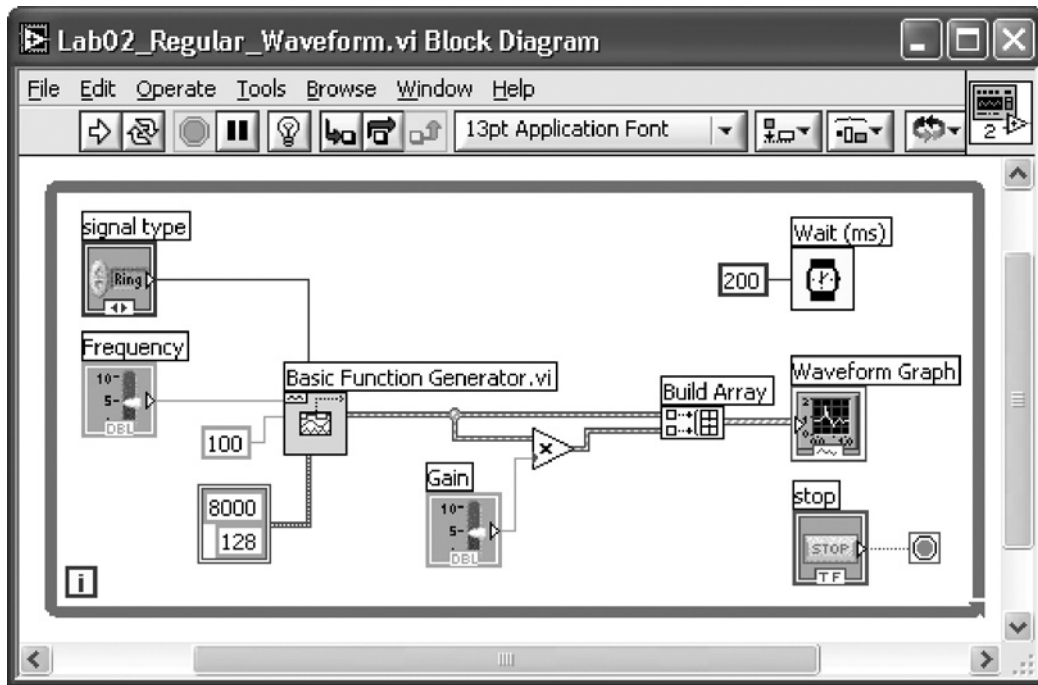 Lab02_Regular_Waveform.vi Block Diagram
File Edit Operate Tools Browse Window Help
13pt Application Font
2
signal type
Ring
Wait (ms)
200
Frequency
10-
5-
DBL
Basic Function Generator.vi
100
8000
128
Gain
10-
5-
DBL
Build Array
Waveform Graph
stop
STOP
TF
i